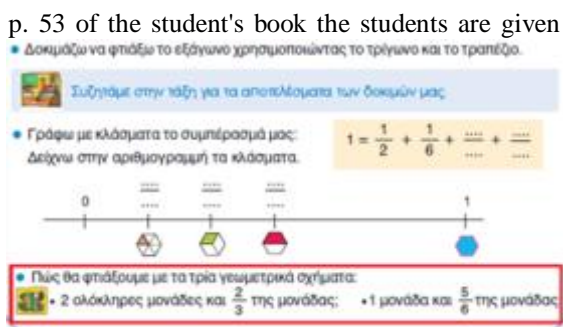 p. 53 of the student's book the students are given
• Δοκιμάζω να φτιάξω το εξάγωνο χρησιμοποιώντας το τρίγωνο και το τραπέζιο.
Συζητάμε στην τάξη για τα αποτελέσματα των δοκιμών μας
• Γράφω με κλάσματα το συμπέρασμά μας: 1 = 1/2 + 1/6 + ..../.... + ..../....
Δείχνω στην αριθμογραμμή τα κλάσματα.
0 ..../.... ..../.... ..../.... 1
• Πώς θα φτιάξουμε με τα τρία γεωμετρικά σχήματα:
• 2 ολόκληρες μονάδες και 2/3 της μονάδας; • 1 μονάδα και 5/6 της μονάδας